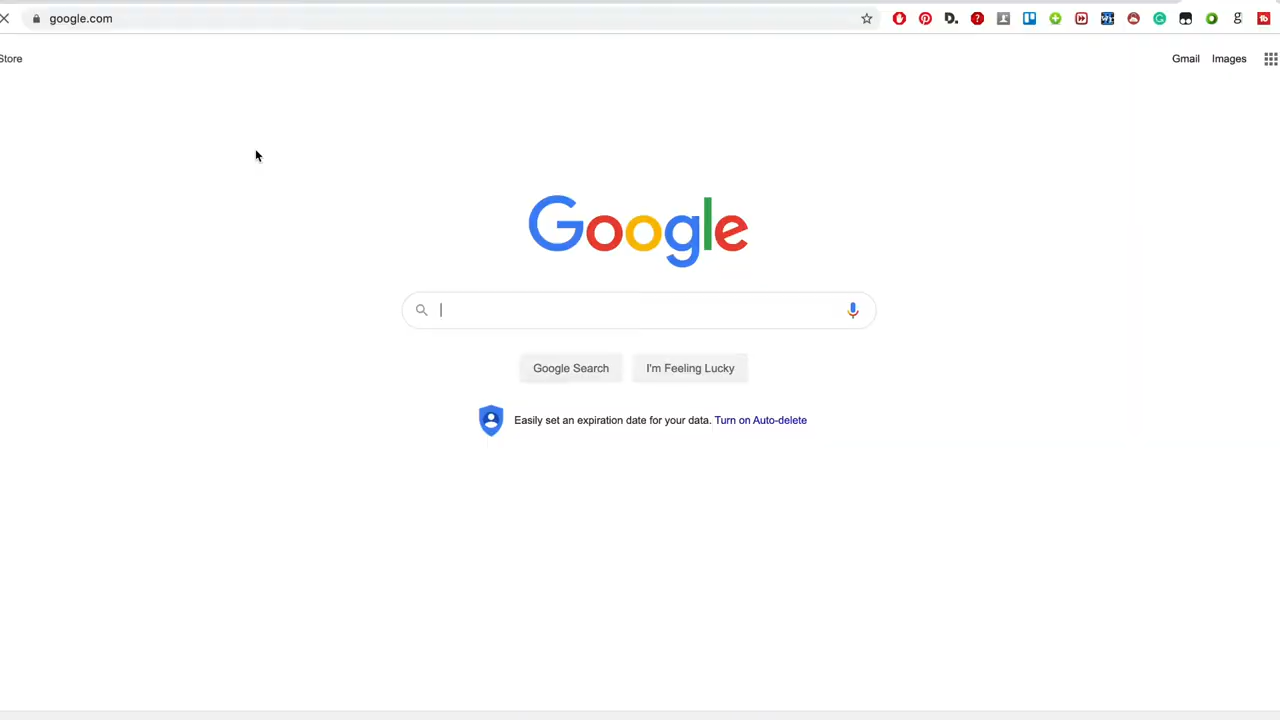 google.com
Store
Gmail Images
Google
Google Search I'm Feeling Lucky
Easily set an expiration date for your data. Turn on Auto-delete